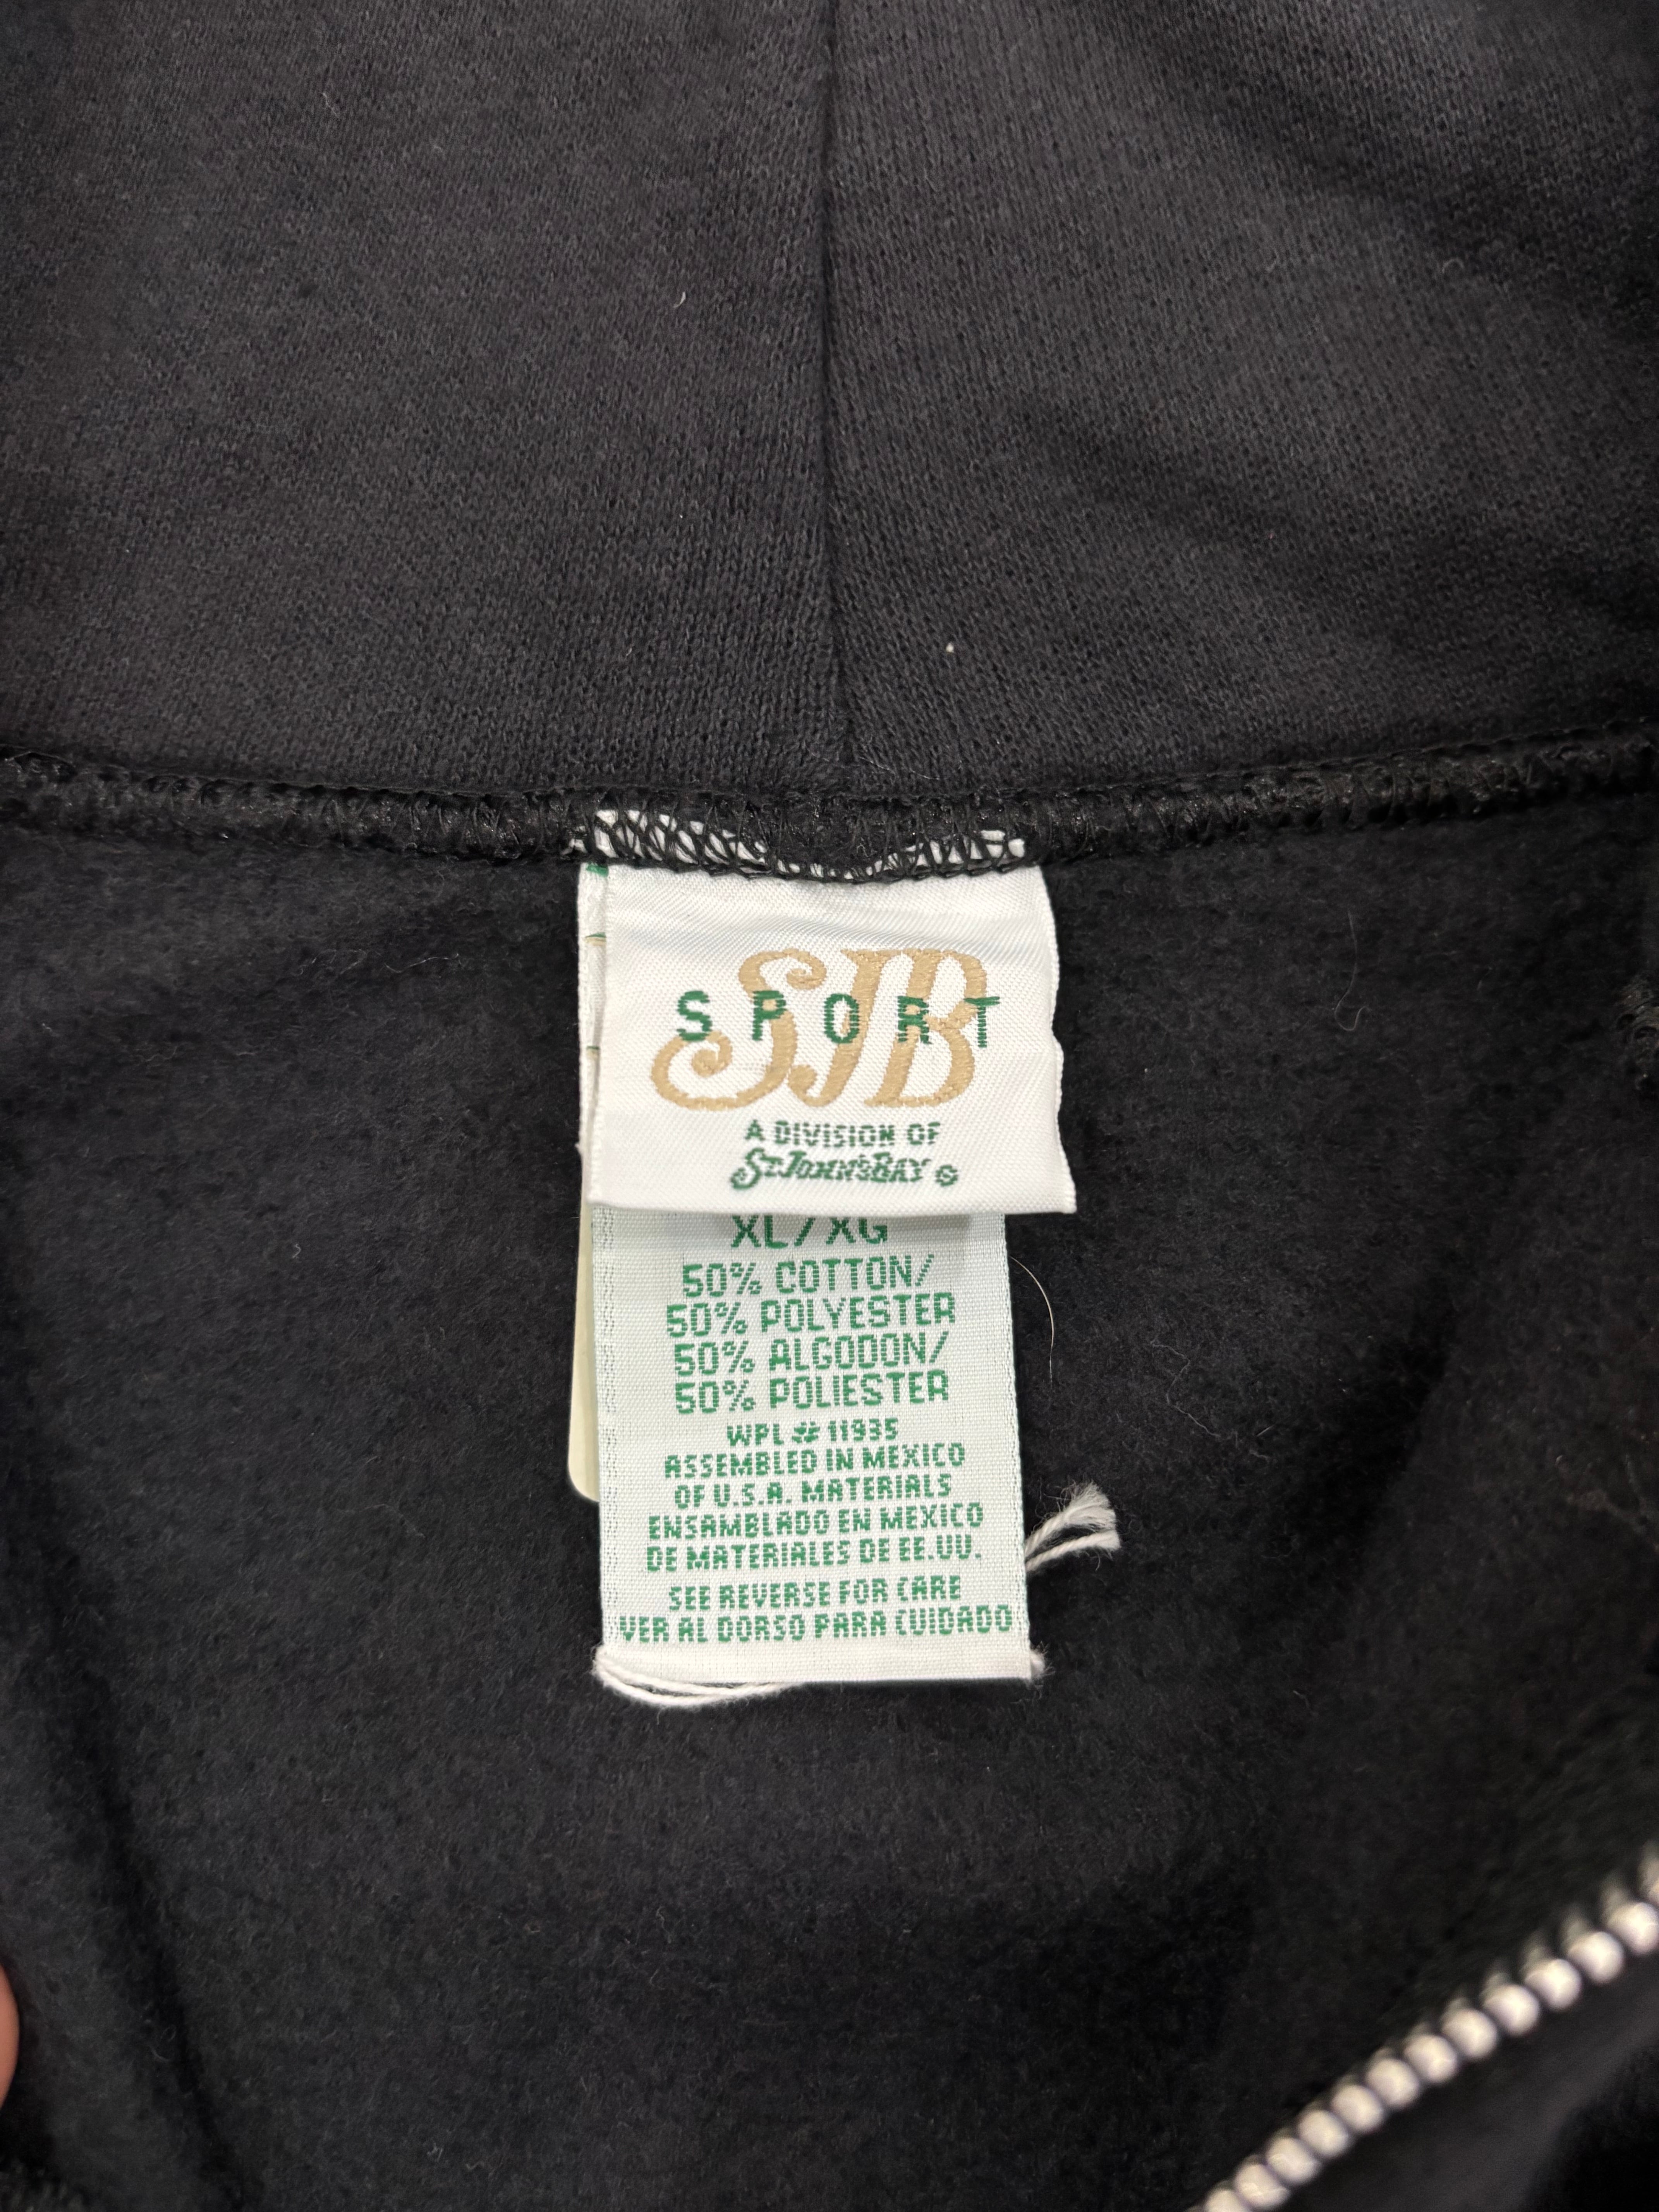 SJB
SPORT
A DIVISION OF
ST. JOHN'S BAY ®
XL/XG
50% COTTON/
50% POLYESTER
50% ALGODON/
50% POLIESTER
WPL # 11935
ASSEMBLED IN MEXICO
OF U.S.A. MATERIALS
ENSAMBLADO EN MEXICO
DE MATERIALES DE EE.UU.
SEE REVERSE FOR CARE
VER AL DORSO PARA CUIDADO